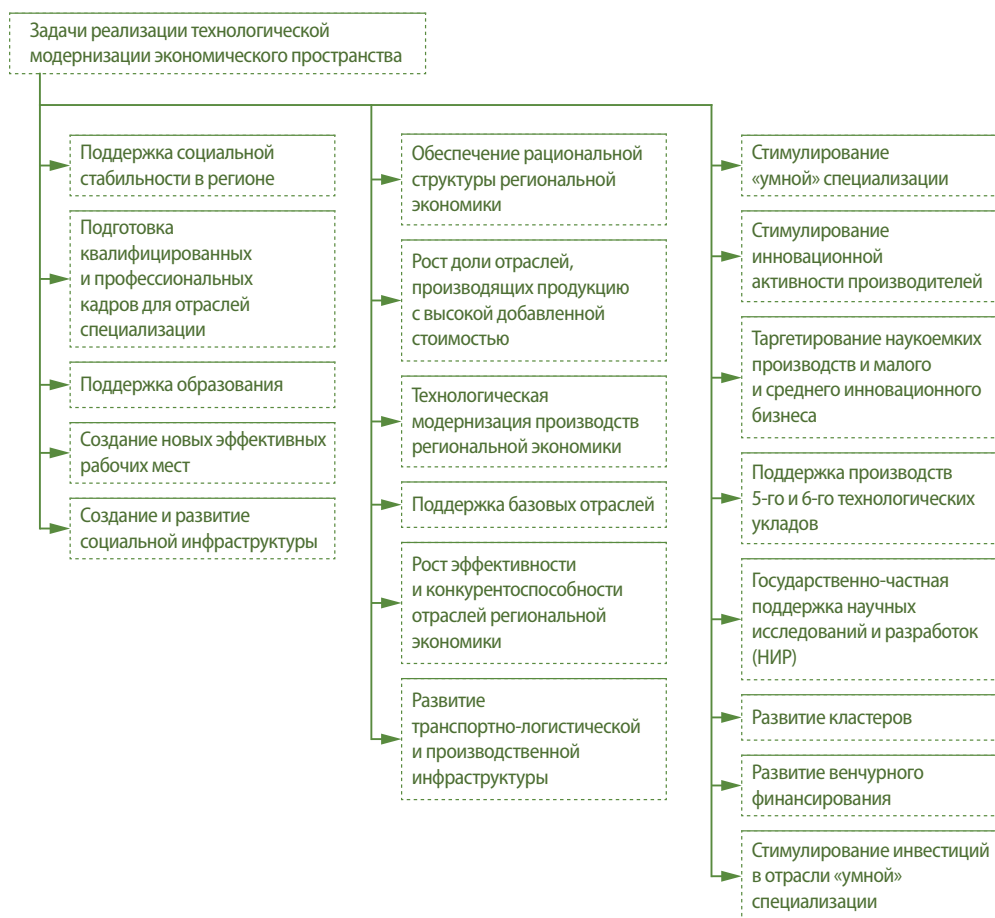 Задачи реализации технологической
модернизации экономического пространства
Поддержка социальной
стабильности в регионе
Подготовка
квалифицированных
и профессиональных
кадров для отраслей
специализации
Поддержка образования
Создание новых эффективных
рабочих мест
Создание и развитие
социальной инфраструктуры
Обеспечение рациональной
структуры региональной
экономики
Рост доли отраслей,
производящих продукцию
с высокой добавленной
стоимостью
Технологическая
модернизация производств
региональной экономики
Поддержка базовых отраслей
Рост эффективности
и конкурентоспособности
отраслей региональной
экономики
Развитие
транспортно-логистической
и производственной
инфраструктуры
Стимулирование
«умной» специализации
Стимулирование
инновационной
активности производителей
Таргетирование наукоемких
производств и малого
и среднего инновационного
бизнеса
Поддержка производств
5-го и 6-го технологических
укладов
Государственно-частная
поддержка научных
исследований и разработок
(НИР)
Развитие кластеров
Развитие венчурного
финансирования
Стимулирование инвестиций
в отрасли «умной»
специализации